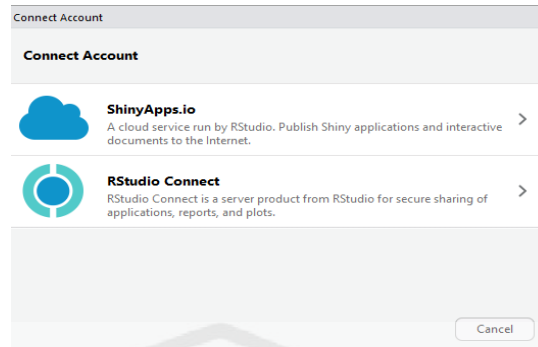 Connect Account
Connect Account
ShinyApps.io
A cloud service run by RStudio. Publish Shiny applications and interactive
documents to the Internet.
RStudio Connect
RStudio Connect is a server product from RStudio for secure sharing of
applications, reports, and plots.
Cancel